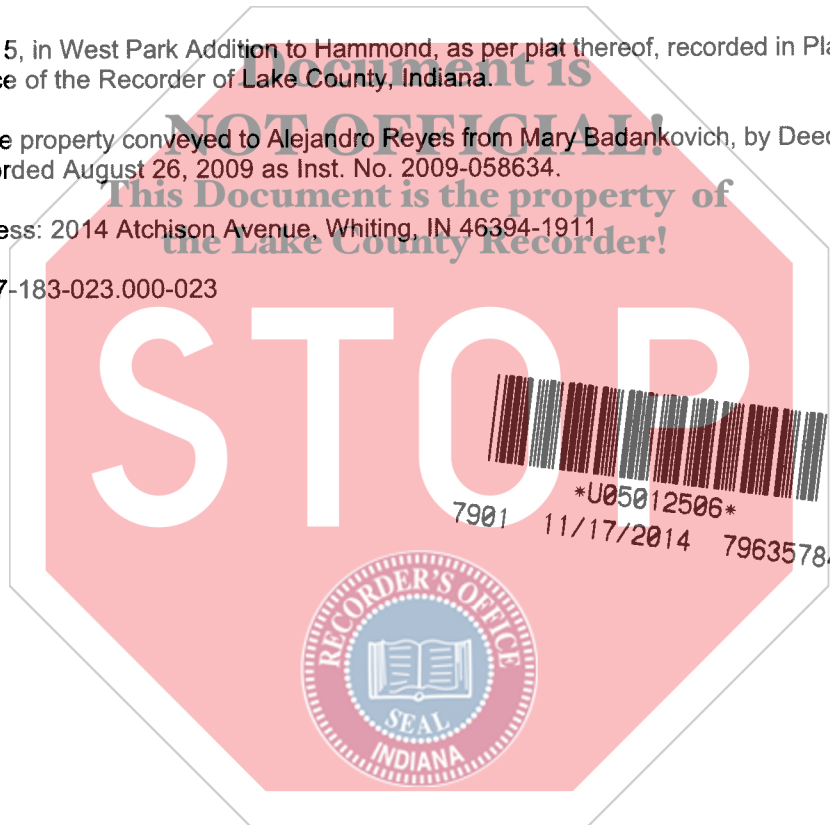 5, in West Park Addition to Hammond, as per plat thereof, recorded in Pla
ce of the Recorder of Lake County, Indiana.
Document is
NOT OFFICIAL!
e property conveyed to Alejandro Reyes from Mary Badankovich, by Deed
rded August 26, 2009 as Inst. No. 2009-058634.
This Document is the property of
the Lake County Recorder!
ess: 2014 Atchison Avenue, Whiting, IN 46394-1911
7-183-023.000-023
STOP
*U05012506*
7901 11/17/2014 79635784
RECORDER'S OFFICE
SEAL
INDIANA